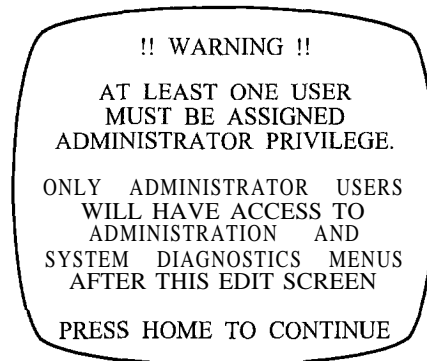 !! WARNING !!
AT LEAST ONE USER
MUST BE ASSIGNED
ADMINISTRATOR PRIVILEGE.
ONLY ADMINISTRATOR USERS
WILL HAVE ACCESS TO
ADMINISTRATION AND
SYSTEM DIAGNOSTICS MENUS
AFTER THIS EDIT SCREEN
PRESS HOME TO CONTINUE